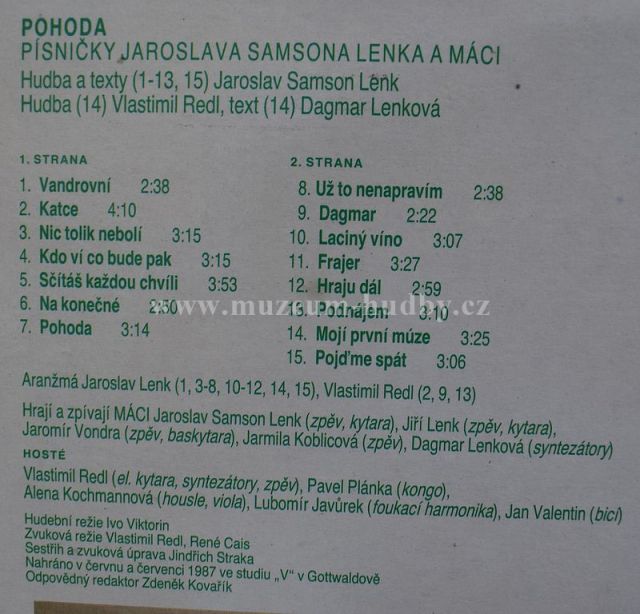 POHODA
PÍSNIČKY JAROSLAVA SAMSONA LENKA A MÁCI
Hudba a texty (1-13, 15) Jaroslav Samson Lenk
Hudba (14) Vlastimil Redl, text (14) Dagmar Lenková
1. STRANA
1. Vandrovní 2:38
2. Katce 4:10
3. Nic tolik nebolí 3:15
4. Kdo ví co bude pak 3:15
5. Sčítáš každou chvíli 3:53
6. Na konečné 2:50
7. Pohoda 3:14
2. STRANA
8. Už to nenapravím 2:38
9. Dagmar 2:22
10. Laciný víno 3:07
11. Frajer 3:27
12. Hraju dál 2:59
13. Podnájem 3:10
14. Mojí první múze 3:25
15. Pojďme spát 3:06
www.muzeum-hudby.cz
Aranžmá Jaroslav Lenk (1, 3-8, 10-12, 14, 15), Vlastimil Redl (2, 9, 13)
Hrají a zpívají MÁCI Jaroslav Samson Lenk (zpěv, kytara), Jiří Lenk (zpěv, kytara),
Jaromír Vondra (zpěv, baskytara), Jarmila Koblicová (zpěv), Dagmar Lenková (syntezátory)
HOSTÉ
Vlastimil Redl (el. kytara, syntezátory, zpěv), Pavel Plánka (kongo),
Alena Kochmannová (housle, viola), Lubomír Javůrek (foukací harmonika), Jan Valentin (bicí)
Hudební režie Ivo Viktorin
Zvuková režie Vlastimil Redl, René Cais
Sestřih a zvuková úprava Jindřich Straka
Nahráno v červnu a červenci 1987 ve studiu „V" v Gottwaldově
Odpovědný redaktor Zdeněk Kovařík